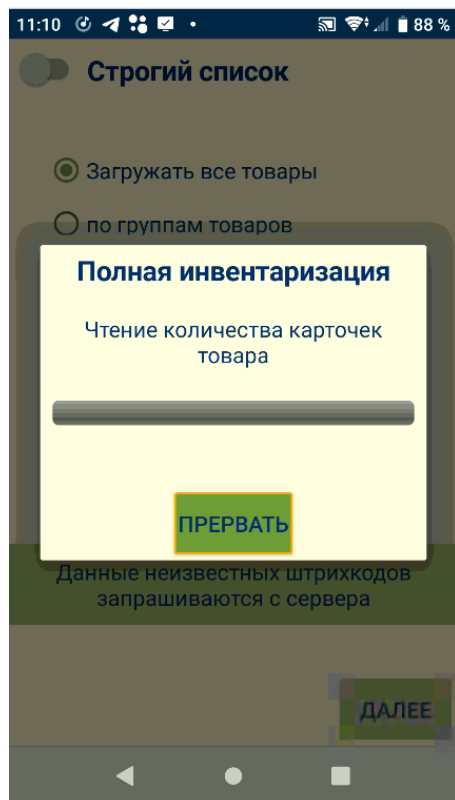 11:10 88 %
Строгий список
Загружать все товары
по группам товаров
Полная инвентаризация
Чтение количества карточек
товара
ПРЕРВАТЬ
Данные неизвестных штрихкодов
запрашиваются с сервера
ДАЛЕЕ